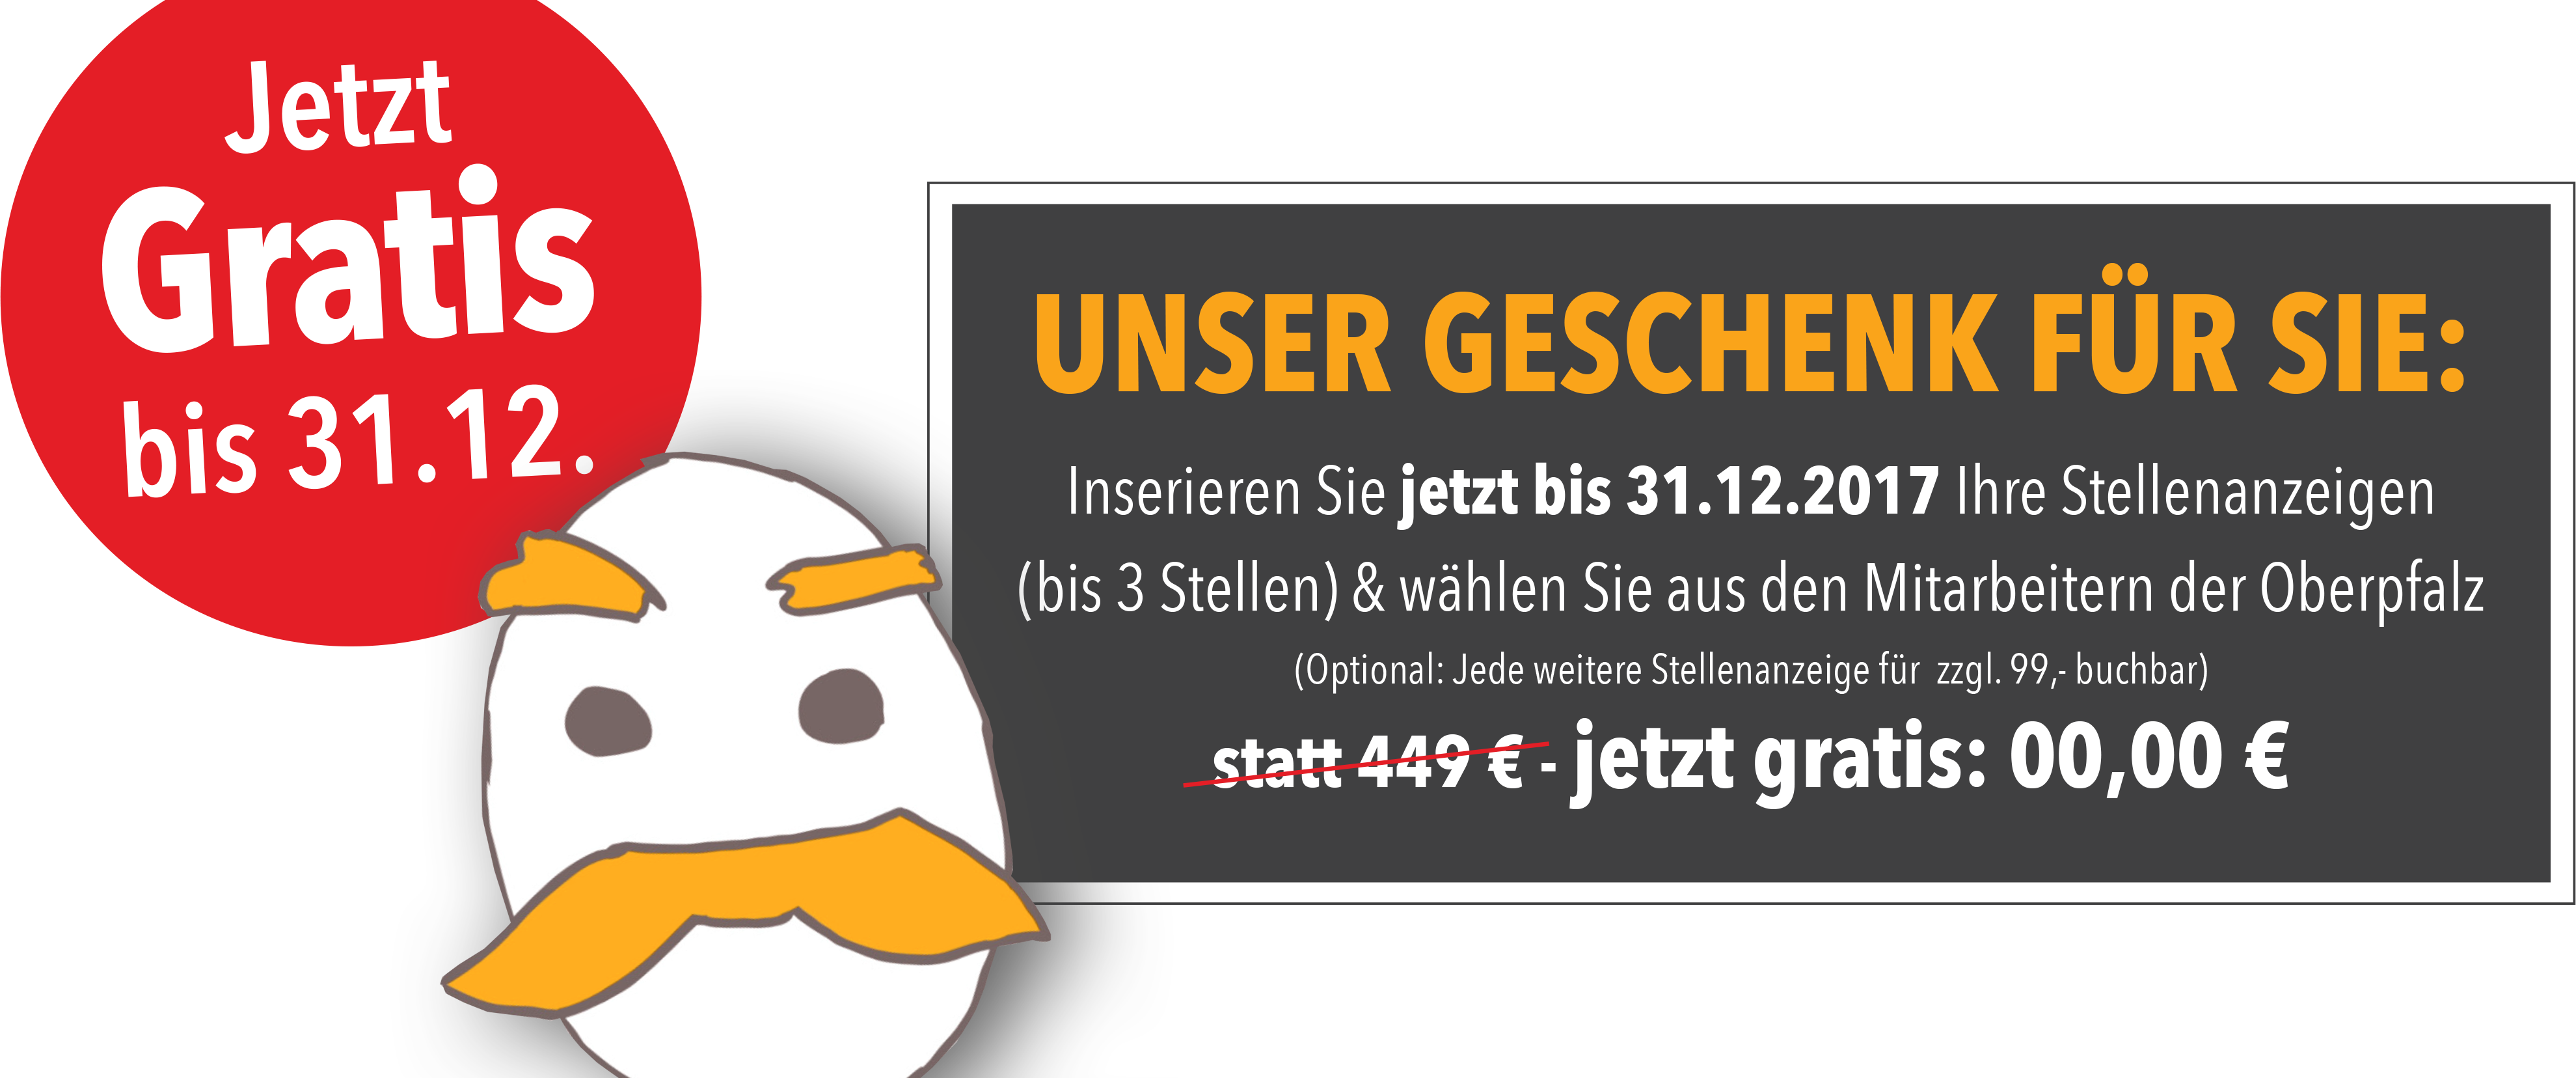 Jetzt
Gratis
bis 31.12.
UNSER GESCHENK FÜR SIE:
Inserieren Sie jetzt bis 31.12.2017 Ihre Stellenanzeigen
(bis 3 Stellen) & wählen Sie aus den Mitarbeitern der Oberpfalz
(Optional: Jede weitere Stellenanzeige für zzgl. 99,- buchbar)
statt 449 € - jetzt gratis: 00,00 €